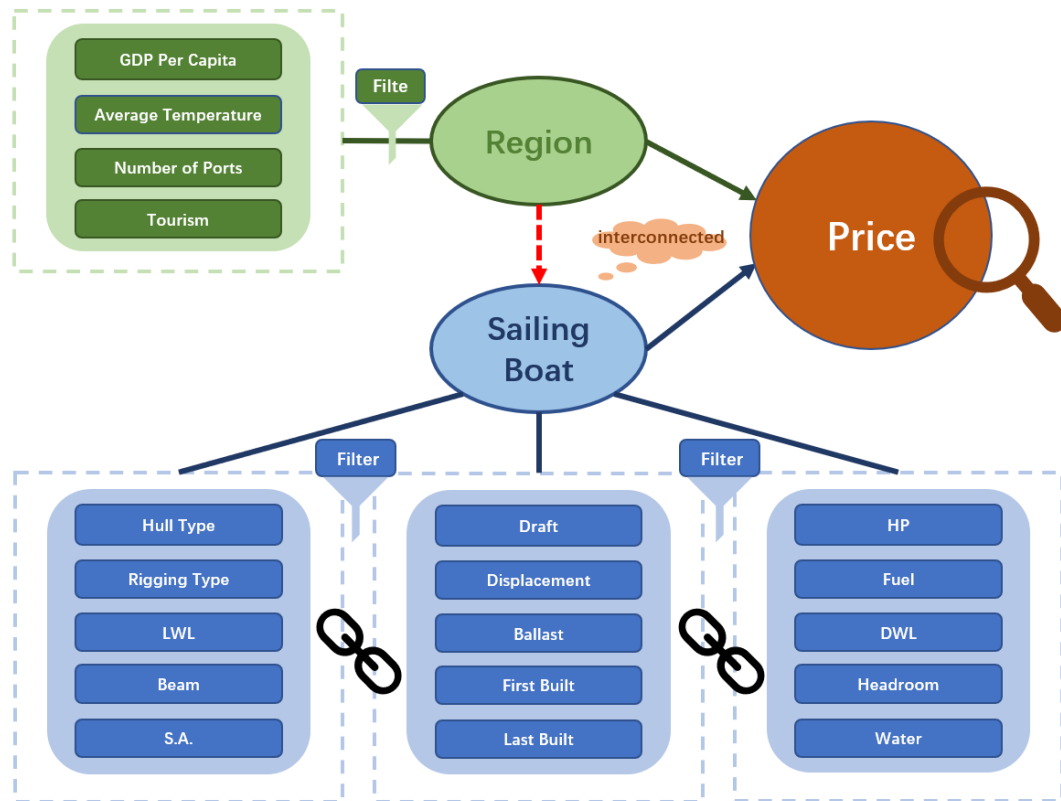 GDP Per Capita
Average Temperature
Number of Ports
Tourism
Filte
Region
interconnected
Price
Sailing
Boat
Filter
Filter
Hull Type
Rigging Type
LWL
Beam
S.A.
Draft
Displacement
Ballast
First Built
Last Built
HP
Fuel
DWL
Headroom
Water